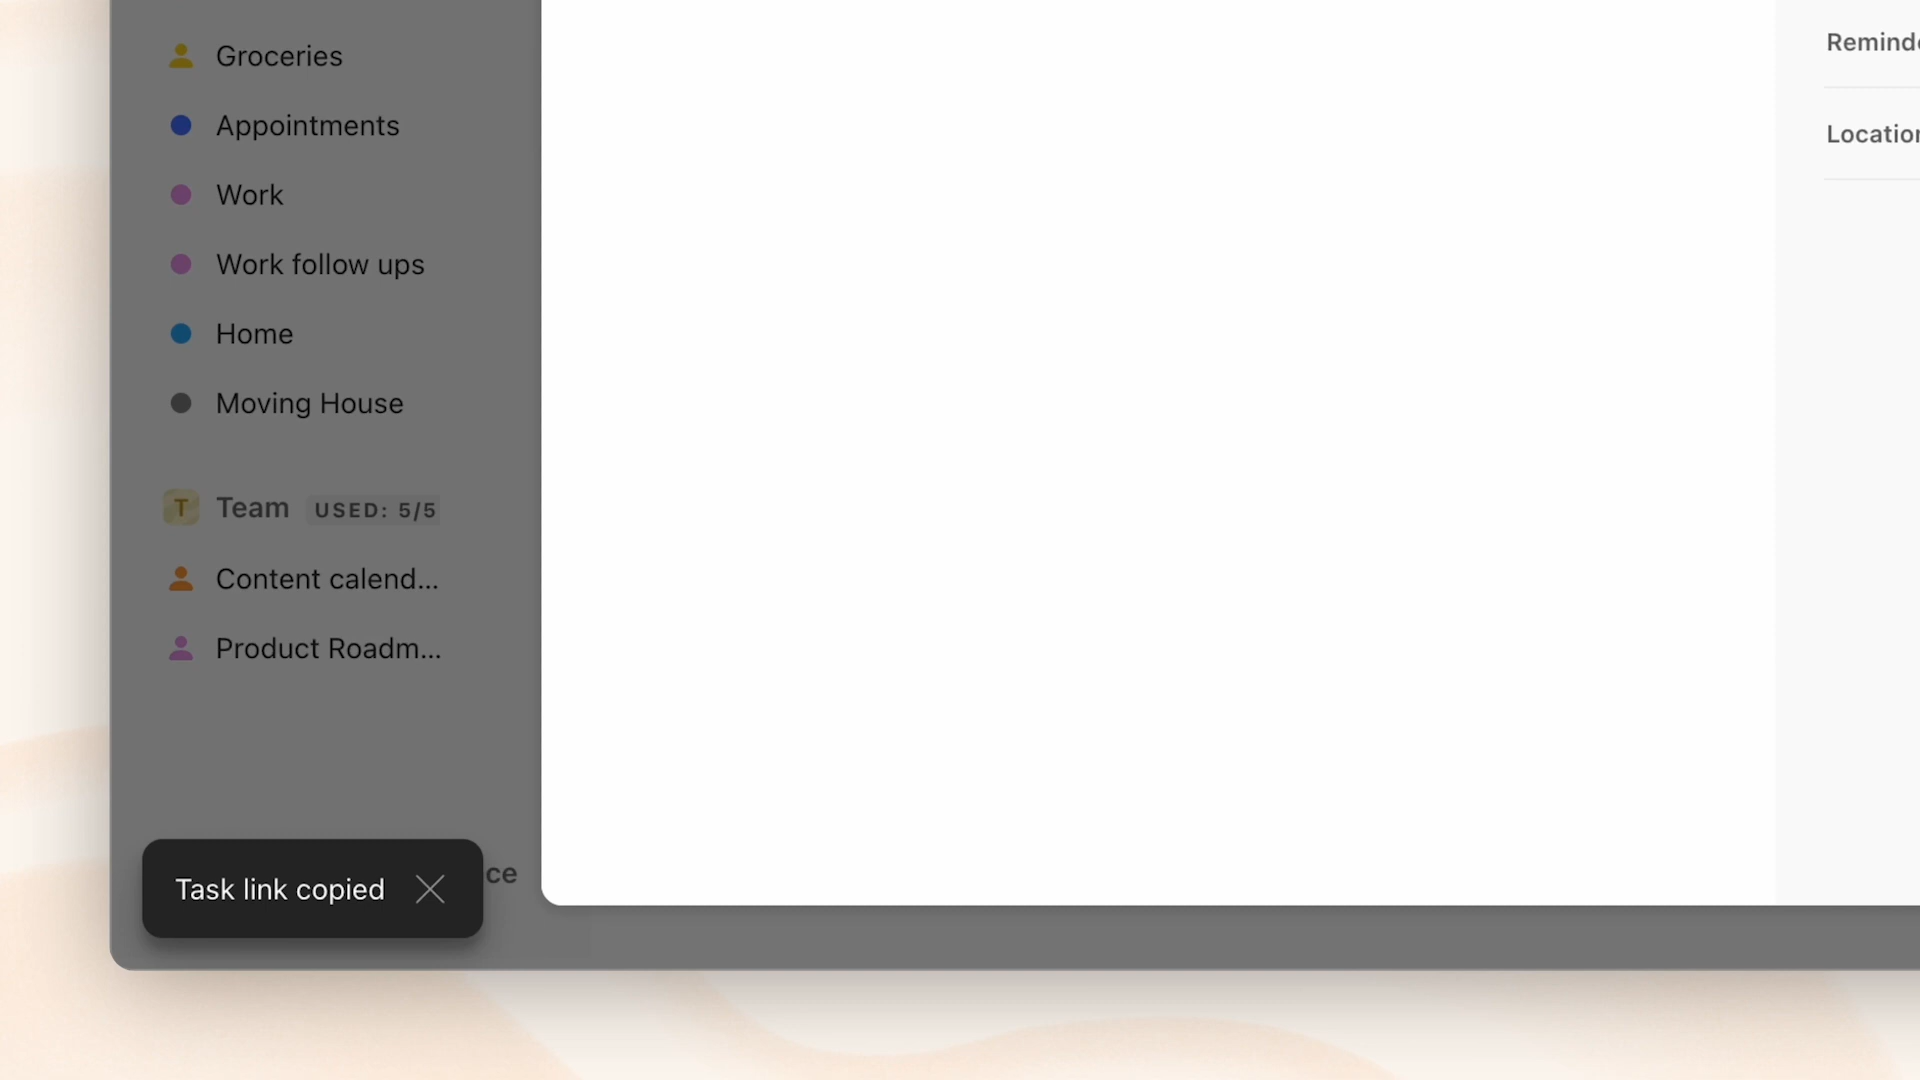 Groceries
Appointments
Work
Work follow ups
Home
Moving House
T Team USED: 5/5
Content calend...
Product Roadm...
Task link copied
ce
Reminde
Location